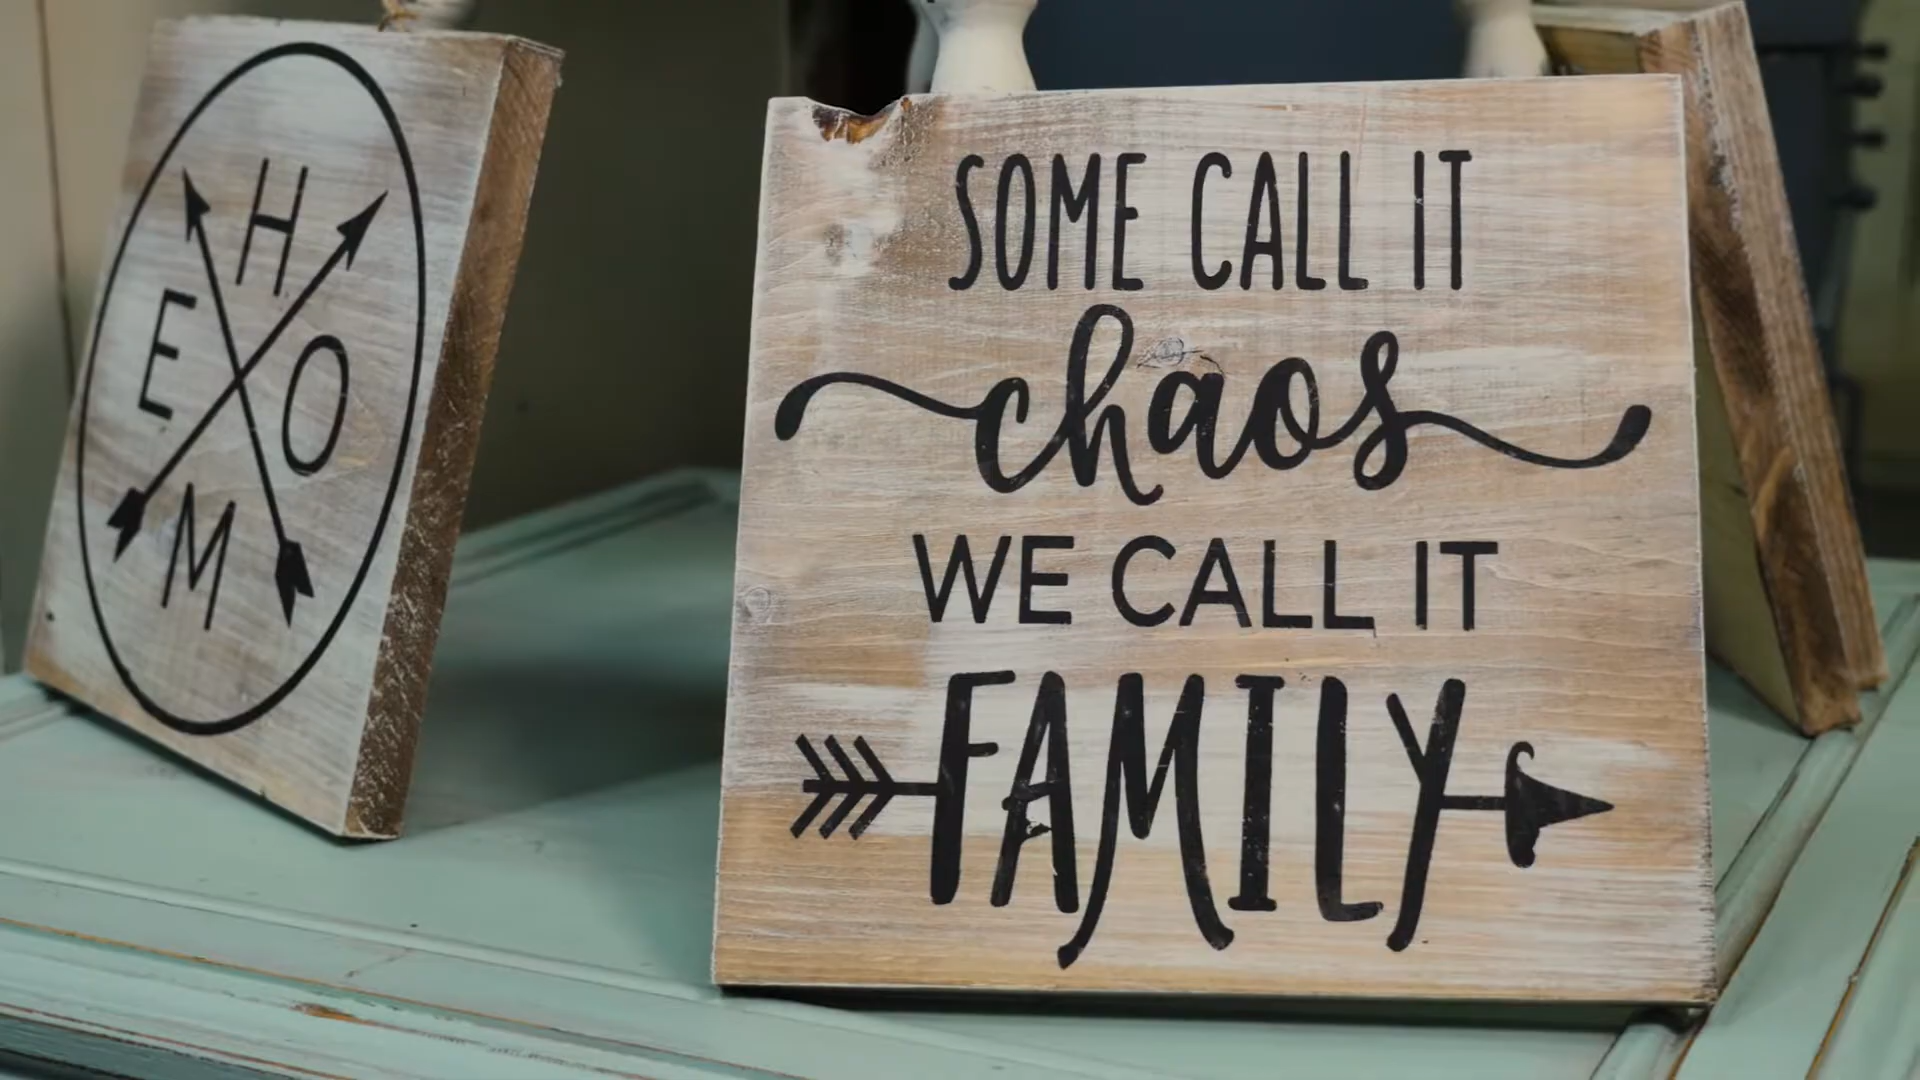 H
E O
M
SOME CALL IT
chaos
WE CALL IT
FAMILY